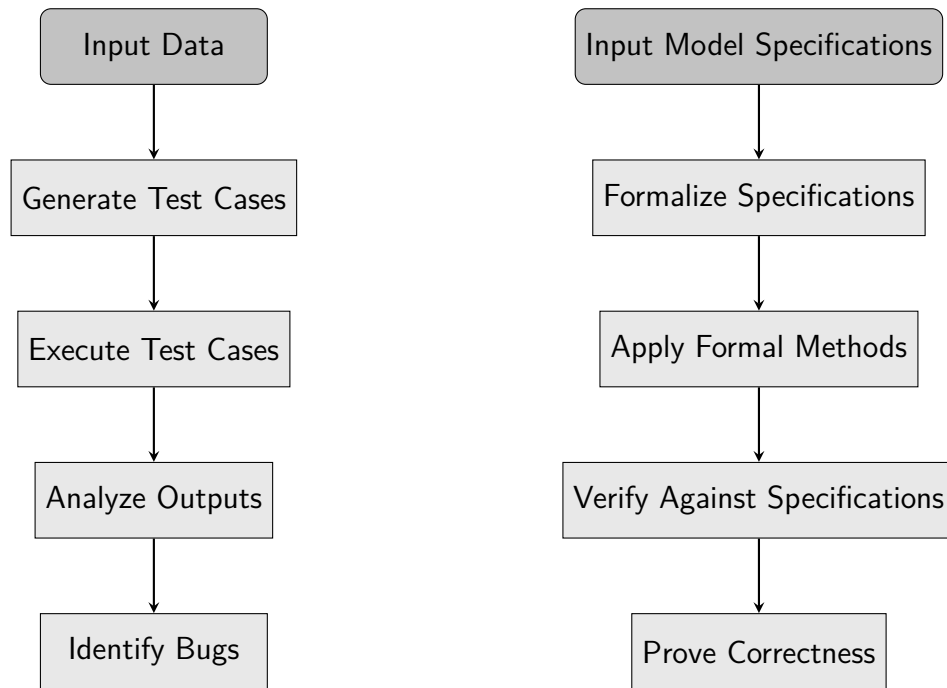 Input Data
Generate Test Cases
Execute Test Cases
Analyze Outputs
Identify Bugs
Input Model Specifications
Formalize Specifications
Apply Formal Methods
Verify Against Specifications
Prove Correctness